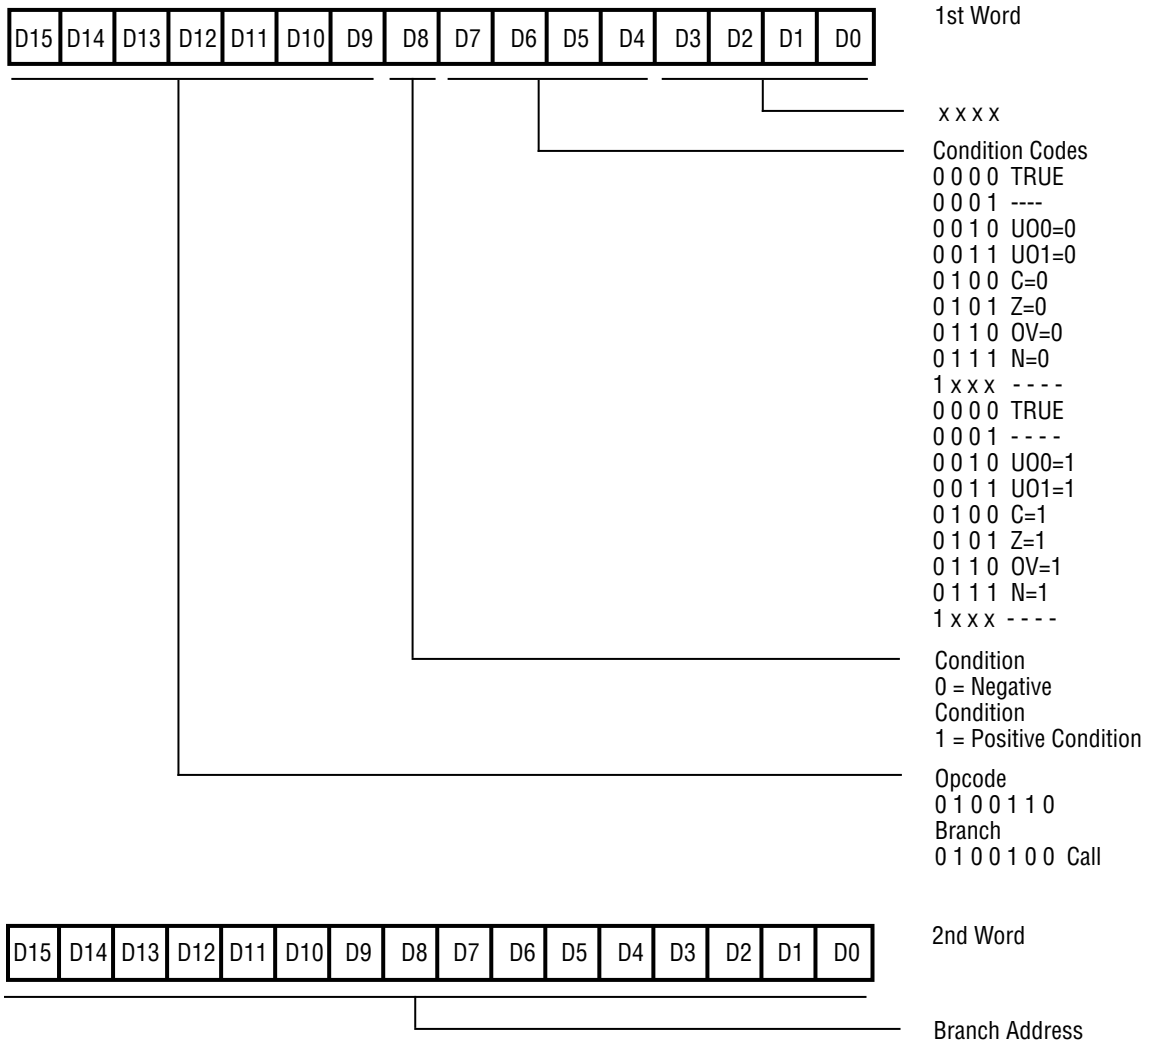 1st Word
D15 D14 D13 D12 D11 D10 D9 D8 D7 D6 D5 D4 D3 D2 D1 D0
x x x x
Condition Codes
0 0 0 0 TRUE
0 0 0 1 ----
0 0 1 0 UO0=0
0 0 1 1 UO1=0
0 1 0 0 C=0
0 1 0 1 Z=0
0 1 1 0 OV=0
0 1 1 1 N=0
1 x x x - - - -
0 0 0 0 TRUE
0 0 0 1 - - - -
0 0 1 0 UO0=1
0 0 1 1 UO1=1
0 1 0 0 C=1
0 1 0 1 Z=1
0 1 1 0 OV=1
0 1 1 1 N=1
1 x x x - - - -
Condition
0 = Negative
Condition
1 = Positive Condition
Opcode
0 1 0 0 1 1 0
Branch
0 1 0 0 1 0 0 Call
2nd Word
D15 D14 D13 D12 D11 D10 D9 D8 D7 D6 D5 D4 D3 D2 D1 D0
Branch Address